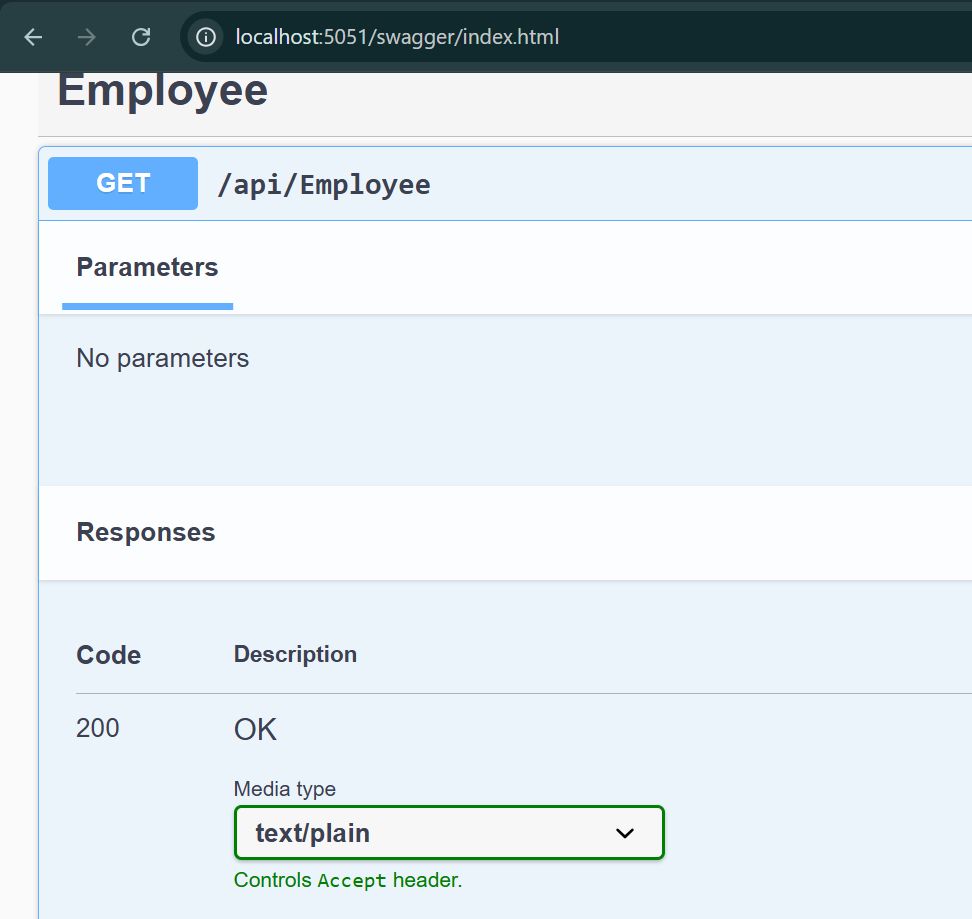 localhost:5051/swagger/index.html
Employee
GET /api/Employee
Parameters
No parameters
Responses
Code Description
200 OK
Media type
text/plain
Controls Accept header.